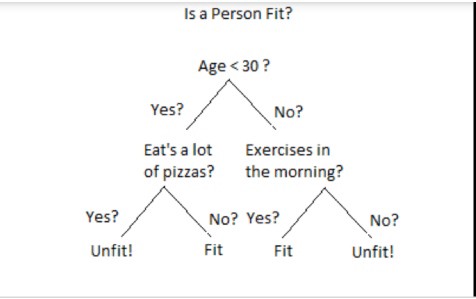 Is a Person Fit?
Age < 30 ?
Yes?
No?
Eat's a lot
of pizzas?
Exercises in
the morning?
Yes?
No?
Yes?
No?
Unfit!
Fit
Fit
Unfit!